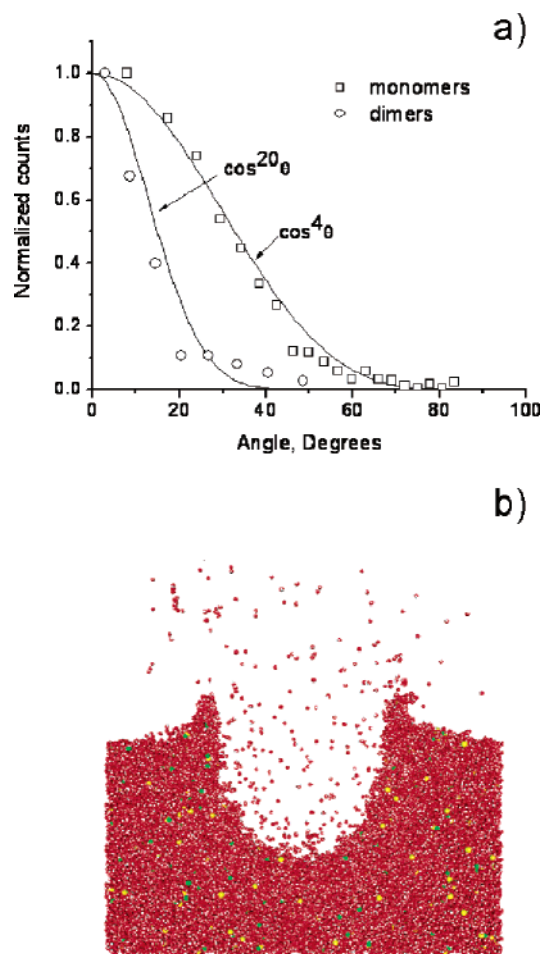 a)
1.0
0.8
0.6
0.4
0.2
0.0
Normalized counts
□ monomers
○ dimers
cos²⁰θ
cos⁴θ
0 20 40 60 80 100
Angle, Degrees
b)